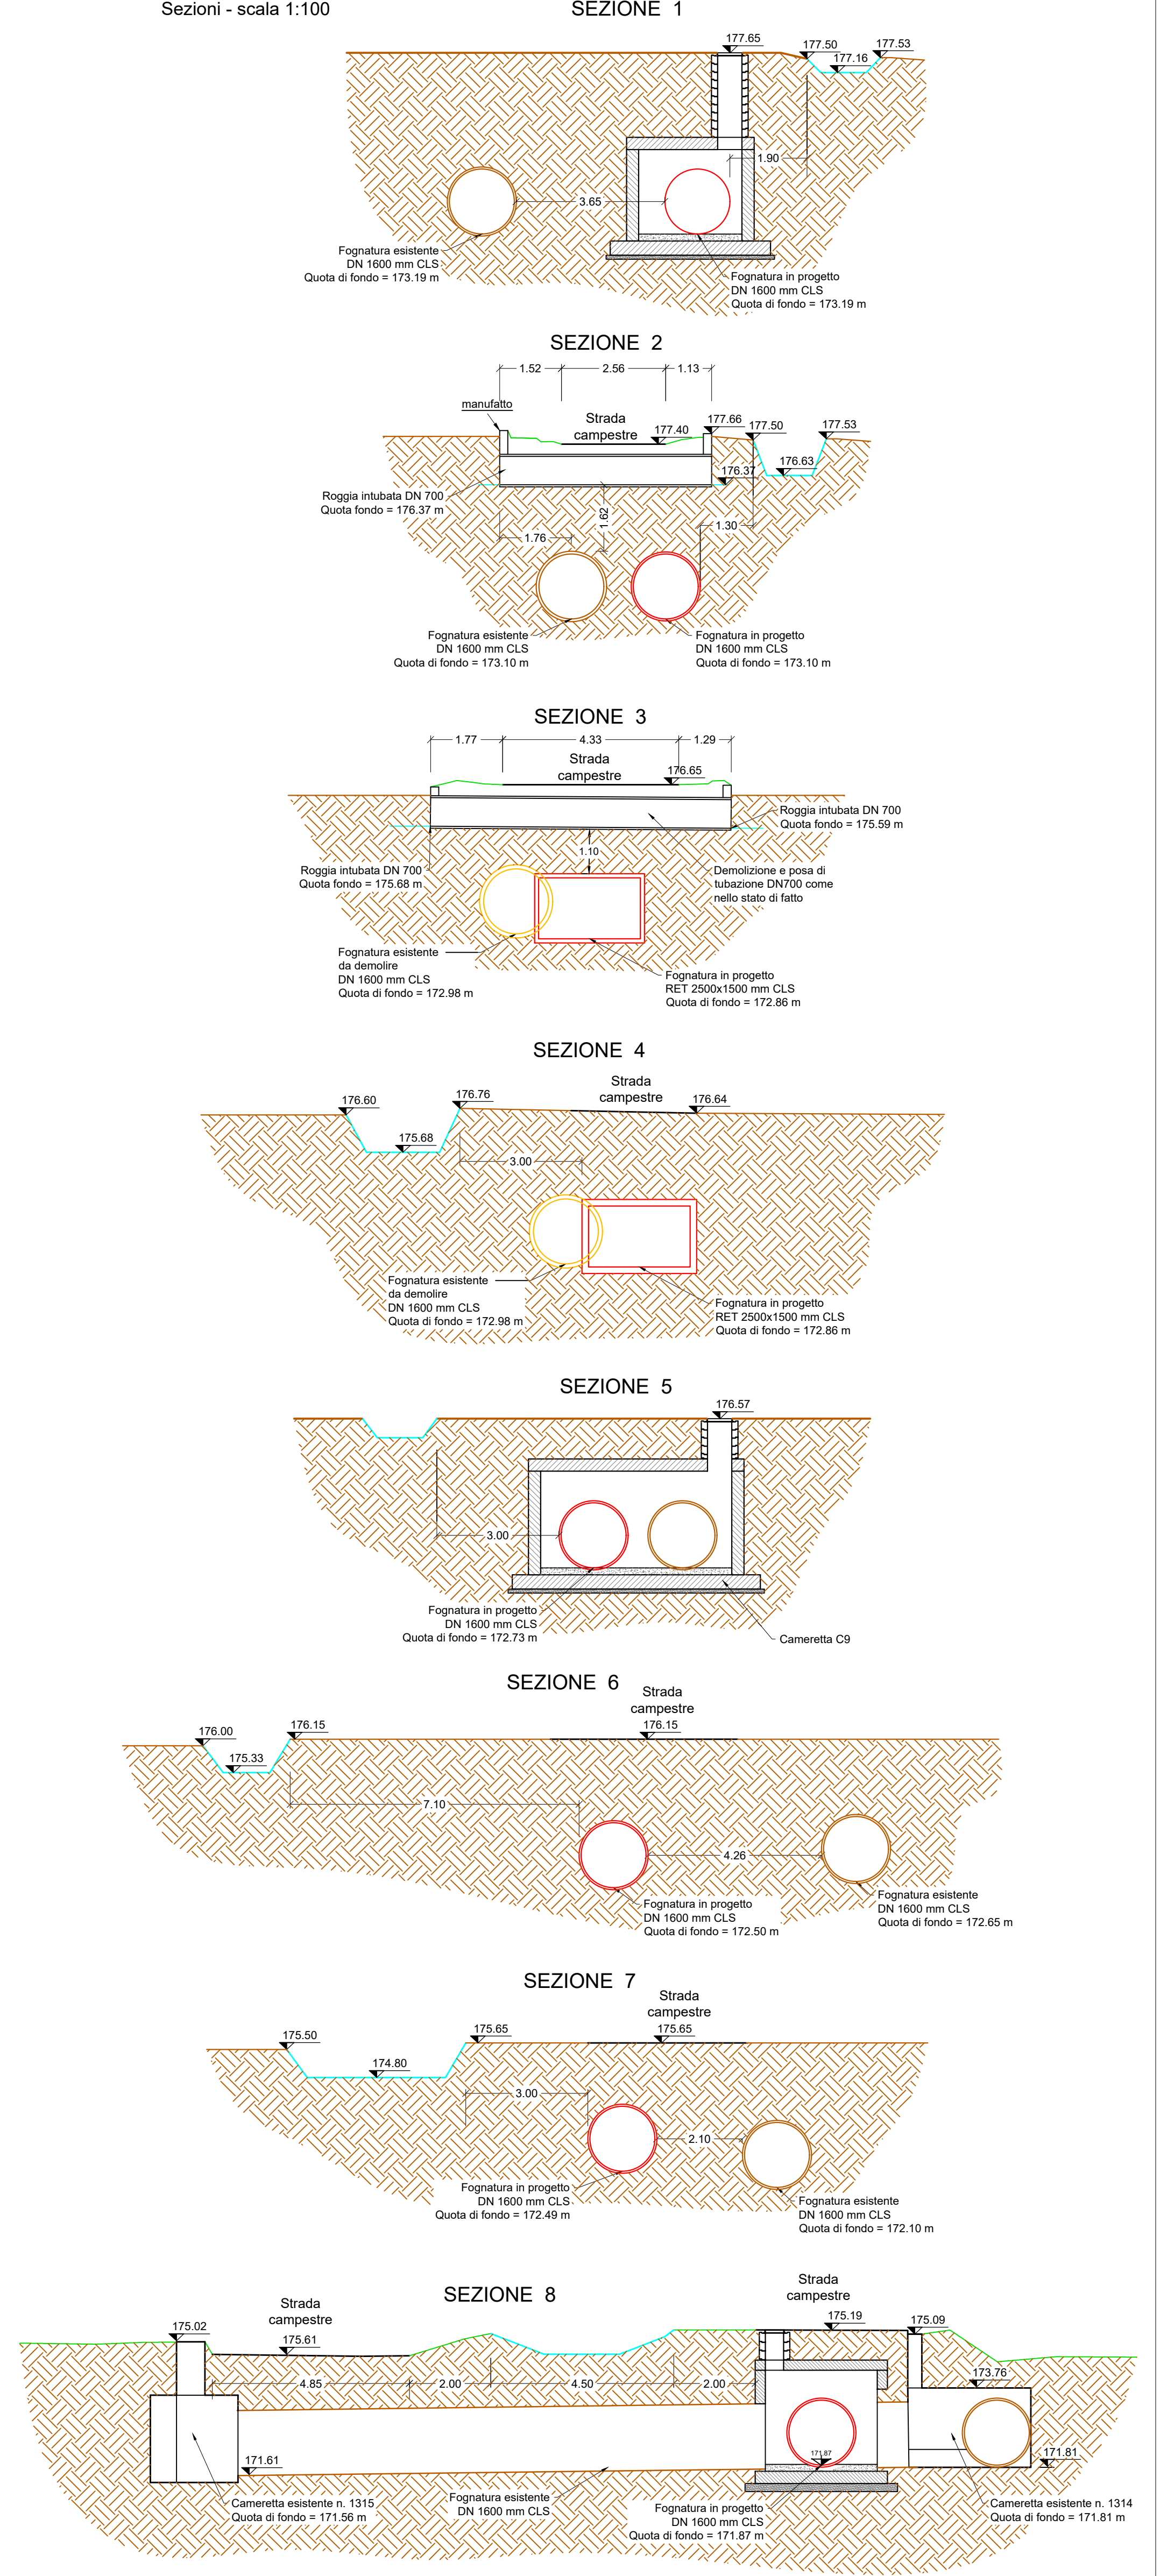 Sezioni - scala 1:100
SEZIONE 1
177.65
177.50
177.53
177.16
1.90
3.65
Fognatura esistente
DN 1600 mm CLS
Quota di fondo = 173.19 m
Fognatura in progetto
DN 1600 mm CLS
Quota di fondo = 173.19 m
SEZIONE 2
1.52
2.56
1.13
manufatto
Strada
campestre
177.40
177.66
177.50
177.53
176.63
176.37
Roggia intubata DN 700
Quota fondo = 176.37 m
1.62
1.30
1.76
Fognatura esistente
DN 1600 mm CLS
Quota di fondo = 173.10 m
Fognatura in progetto
DN 1600 mm CLS
Quota di fondo = 173.10 m
SEZIONE 3
1.77
4.33
1.29
Strada
campestre
176.65
Roggia intubata DN 700
Quota fondo = 175.59 m
1.10
Roggia intubata DN 700
Quota fondo = 175.68 m
Demolizione e posa di
tubazione DN700 come
nello stato di fatto
Fognatura esistente
da demolire
DN 1600 mm CLS
Quota di fondo = 172.98 m
Fognatura in progetto
RET 2500x1500 mm CLS
Quota di fondo = 172.86 m
SEZIONE 4
Strada
campestre
176.60
176.76
176.64
175.68
3.00
Fognatura esistente
da demolire
DN 1600 mm CLS
Quota di fondo = 172.98 m
Fognatura in progetto
RET 2500x1500 mm CLS
Quota di fondo = 172.86 m
SEZIONE 5
176.57
3.00
Fognatura in progetto
DN 1600 mm CLS
Quota di fondo = 172.73 m
Cameretta C9
SEZIONE 6
Strada
campestre
176.00
176.15
176.15
175.33
7.10
4.26
Fognatura in progetto
DN 1600 mm CLS
Quota di fondo = 172.50 m
Fognatura esistente
DN 1600 mm CLS
Quota di fondo = 172.65 m
SEZIONE 7
Strada
campestre
175.50
175.65
175.65
174.80
3.00
2.10
Fognatura in progetto
DN 1600 mm CLS
Quota di fondo = 172.49 m
Fognatura esistente
DN 1600 mm CLS
Quota di fondo = 172.10 m
SEZIONE 8
Strada
campestre
Strada
campestre
175.02
175.61
175.19
175.09
4.85
2.00
4.50
2.00
173.76
171.61
171.87
171.81
Cameretta esistente n. 1315
Quota di fondo = 171.56 m
Fognatura esistente
DN 1600 mm CLS
Fognatura in progetto
DN 1600 mm CLS
Quota di fondo = 171.87 m
Cameretta esistente n. 1314
Quota di fondo = 171.81 m